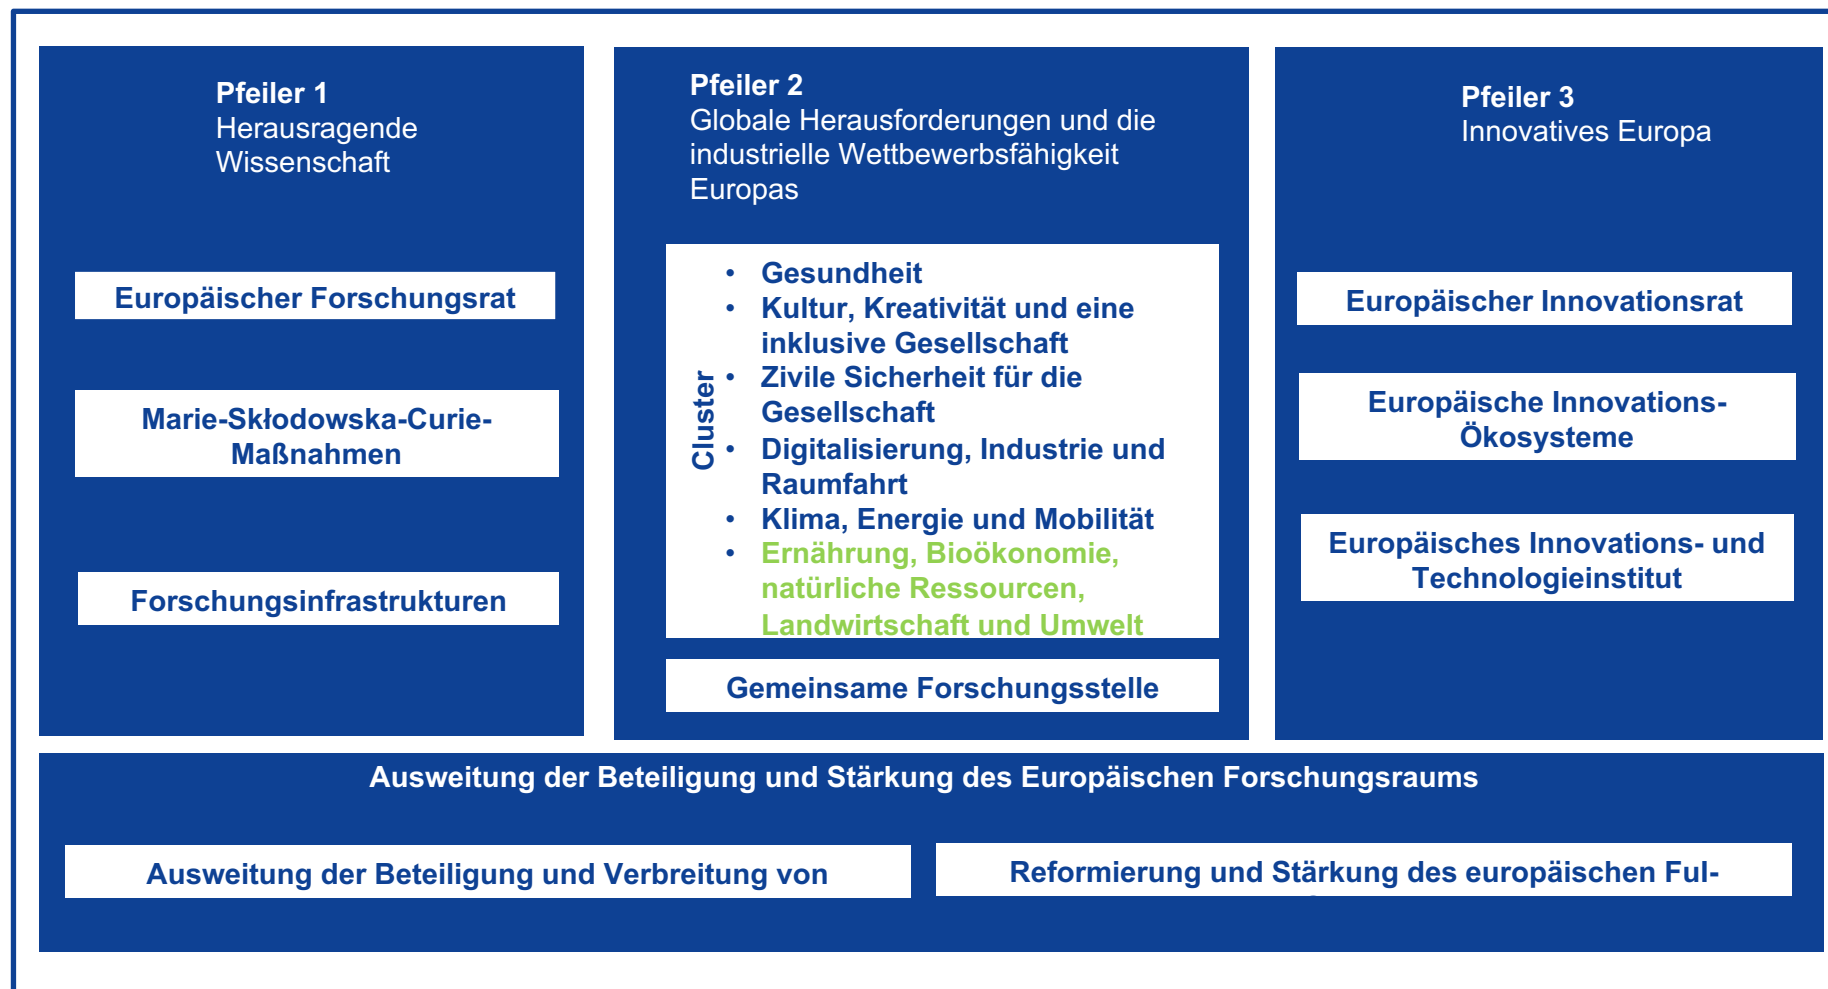 Pfeiler 1
Herausragende
Wissenschaft
Europäischer Forschungsrat
Marie-Skłodowska-Curie-
Maßnahmen
Forschungsinfrastrukturen
Pfeiler 2
Globale Herausforderungen und die
industrielle Wettbewerbsfähigkeit
Europas
Cluster
• Gesundheit
• Kultur, Kreativität und eine
inklusive Gesellschaft
• Zivile Sicherheit für die
Gesellschaft
• Digitalisierung, Industrie und
Raumfahrt
• Klima, Energie und Mobilität
• Ernährung, Bioökonomie,
natürliche Ressourcen,
Landwirtschaft und Umwelt
Gemeinsame Forschungsstelle
Pfeiler 3
Innovatives Europa
Europäischer Innovationsrat
Europäische Innovations-
Ökosysteme
Europäisches Innovations- und
Technologieinstitut
Ausweitung der Beteiligung und Stärkung des Europäischen Forschungsraums
Ausweitung der Beteiligung und Verbreitung von
Reformierung und Stärkung des europäischen FuI-